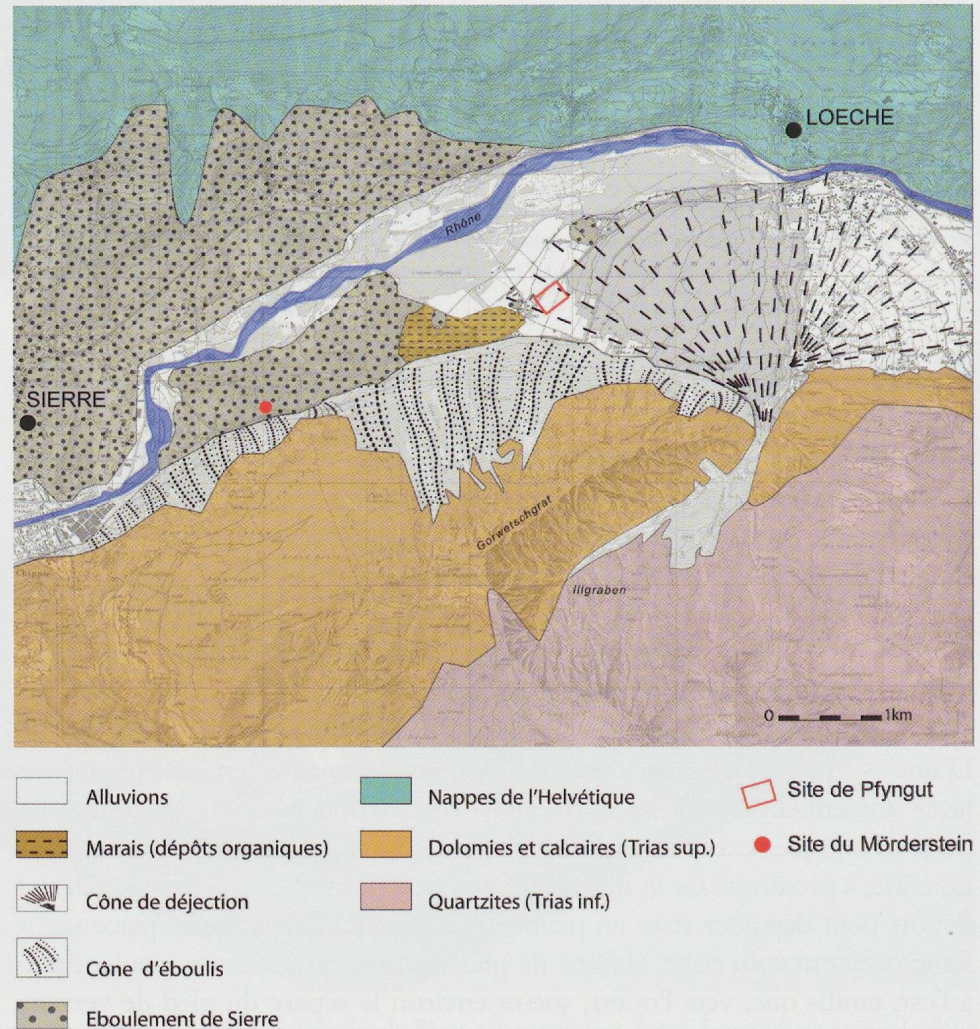 LOECHE
Rhône
SIERRE
Gorwetschgrat
Illgraben
0 1km
Alluvions
Marais (dépôts organiques)
Cône de déjection
Cône d'éboulis
Eboulement de Sierre
Nappes de l'Helvétique
Dolomies et calcaires (Trias sup.)
Quartzites (Trias inf.)
Site de Pfyngut
Site du Mörderstein